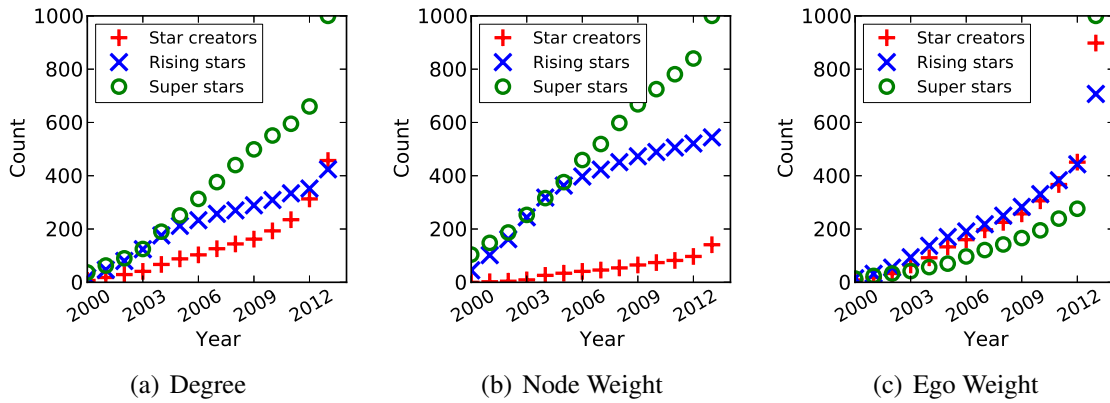 1000
800
600
400
200
0
Count
Star creators
Rising stars
Super stars
2000
2003
2006
2009
2012
Year
(a) Degree
1000
800
600
400
200
0
Count
Star creators
Rising stars
Super stars
2000
2003
2006
2009
2012
Year
(b) Node Weight
1000
800
600
400
200
0
Count
Star creators
Rising stars
Super stars
2000
2003
2006
2009
2012
Year
(c) Ego Weight